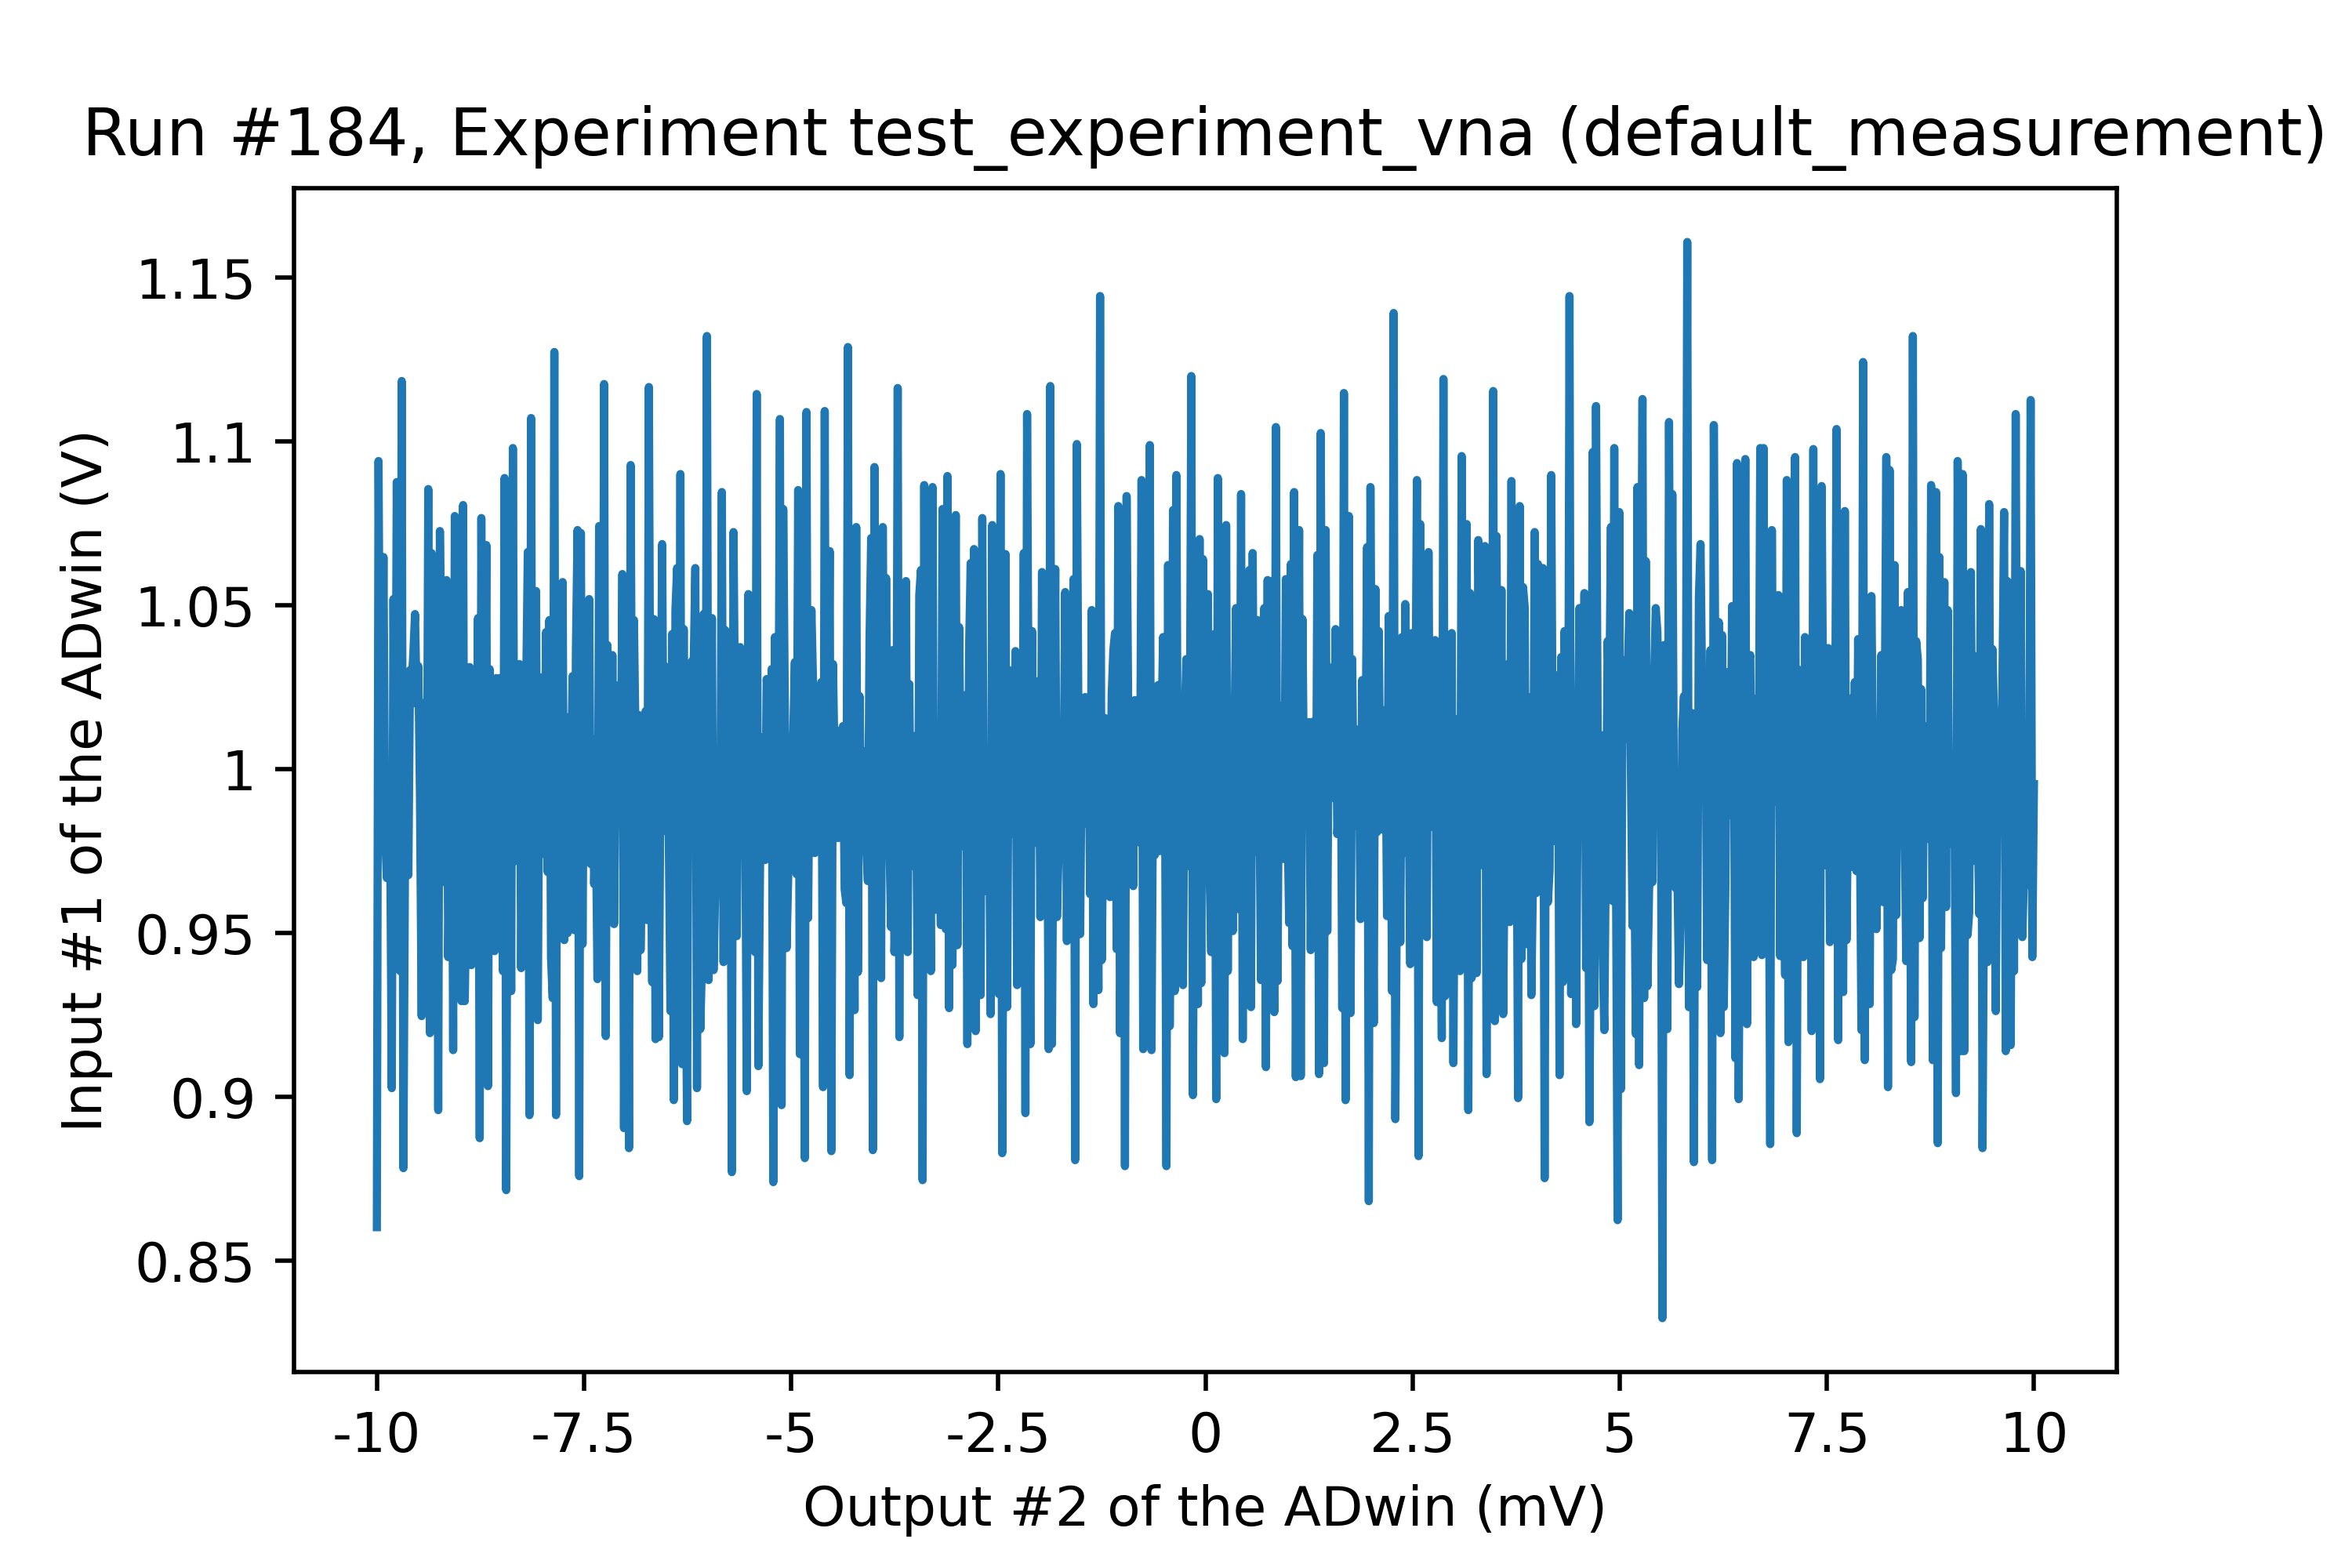 Run #184, Experiment test_experiment_vna (default_measurement)
1.15
1.1
1.05
1
0.95
0.9
0.85
Input #1 of the ADwin (V)
-10 -7.5 -5 -2.5 0 2.5 5 7.5 10
Output #2 of the ADwin (mV)